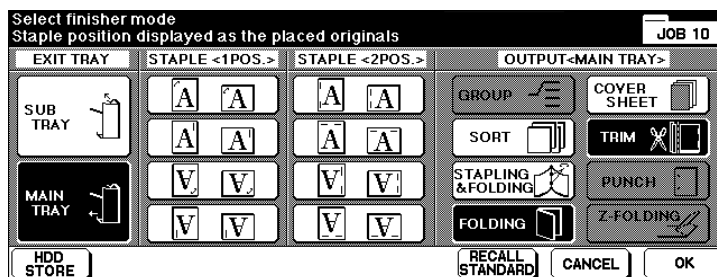 Select finisher mode
Staple position displayed as the placed originals
JOB 10
EXIT TRAY
STAPLE <1POS.>
STAPLE <2POS.>
OUTPUT<MAIN TRAY>
SUB
TRAY
MAIN
TRAY
A A
A A
A A
A A
A A
A A
A A
A A
GROUP
COVER
SHEET
SORT
TRIM
STAPLING
&FOLDING
PUNCH
FOLDING
Z-FOLDING
HDD
STORE
RECALL
STANDARD
CANCEL
OK